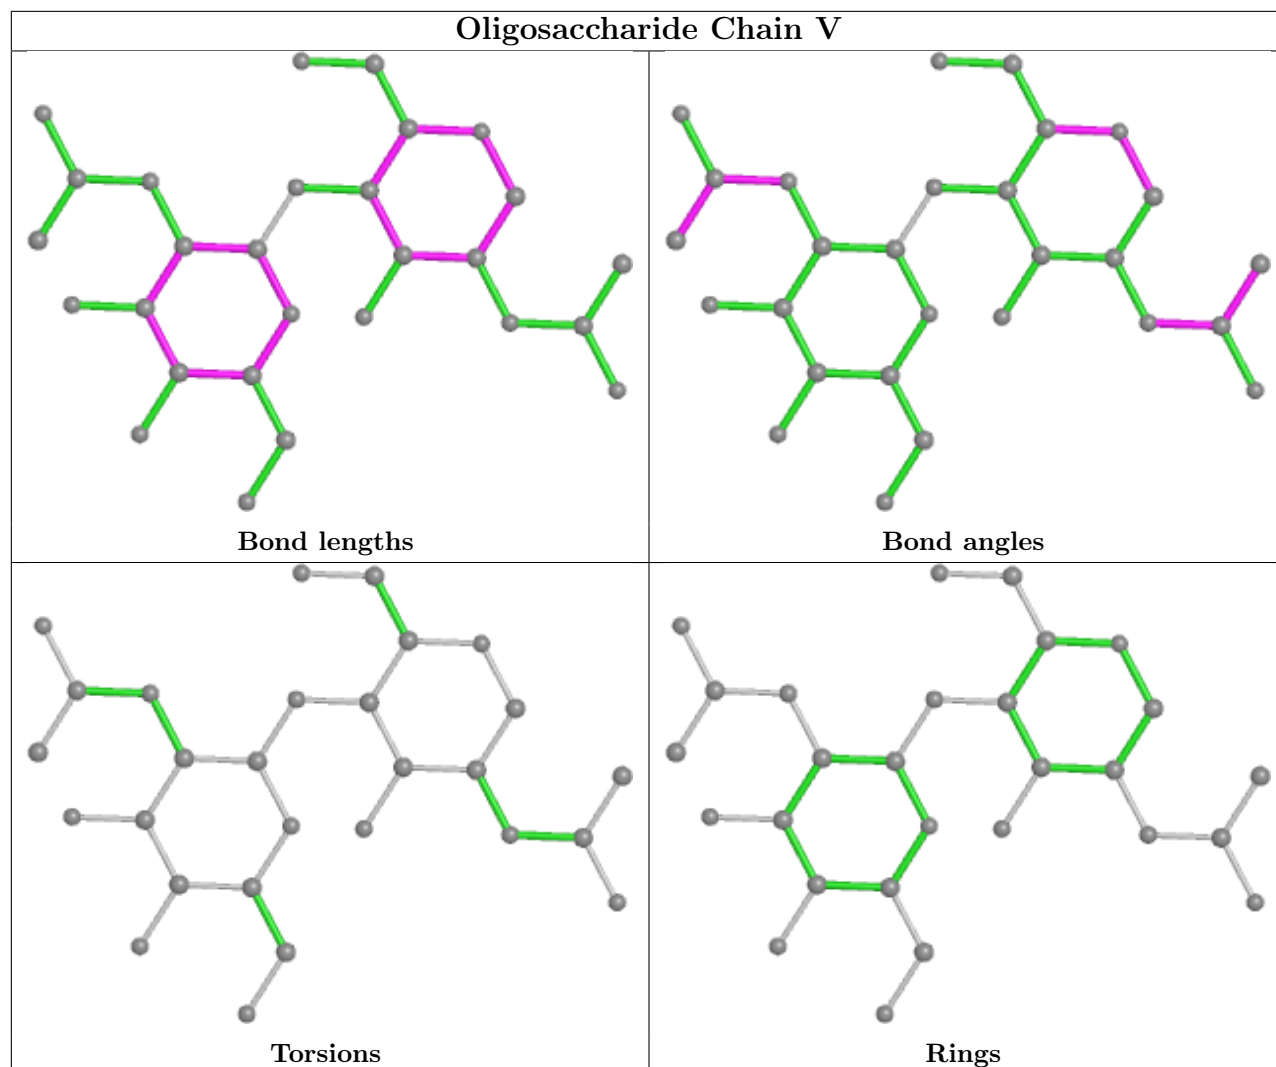 Oligosaccharide Chain V
Bond lengths
Bond angles
Torsions
Rings